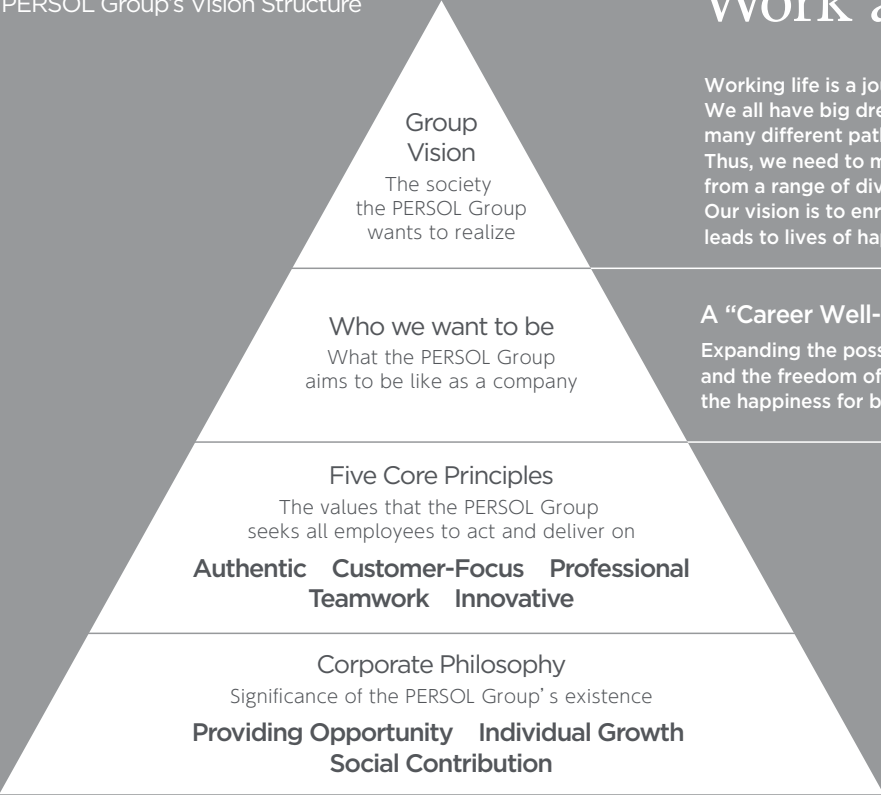 PERSOL Group's Vision Structure
Work
Working life is a
We all have big
many different
Thus, we need to
from a range of
Our vision is to
leads to lives of
A “Career
Expanding the
and the freedom of
the happiness for
Group
Vision
The society
the PERSOL Group
wants to realize
Who we want to be
What the PERSOL Group
aims to be like as a company
Five Core Principles
The values that the PERSOL Group
seeks all employees to act and deliver on
Authentic Customer-Focus Professional
Teamwork Innovative
Corporate Philosophy
Significance of the PERSOL Group’s existence
Providing Opportunity Individual Growth
Social Contribution